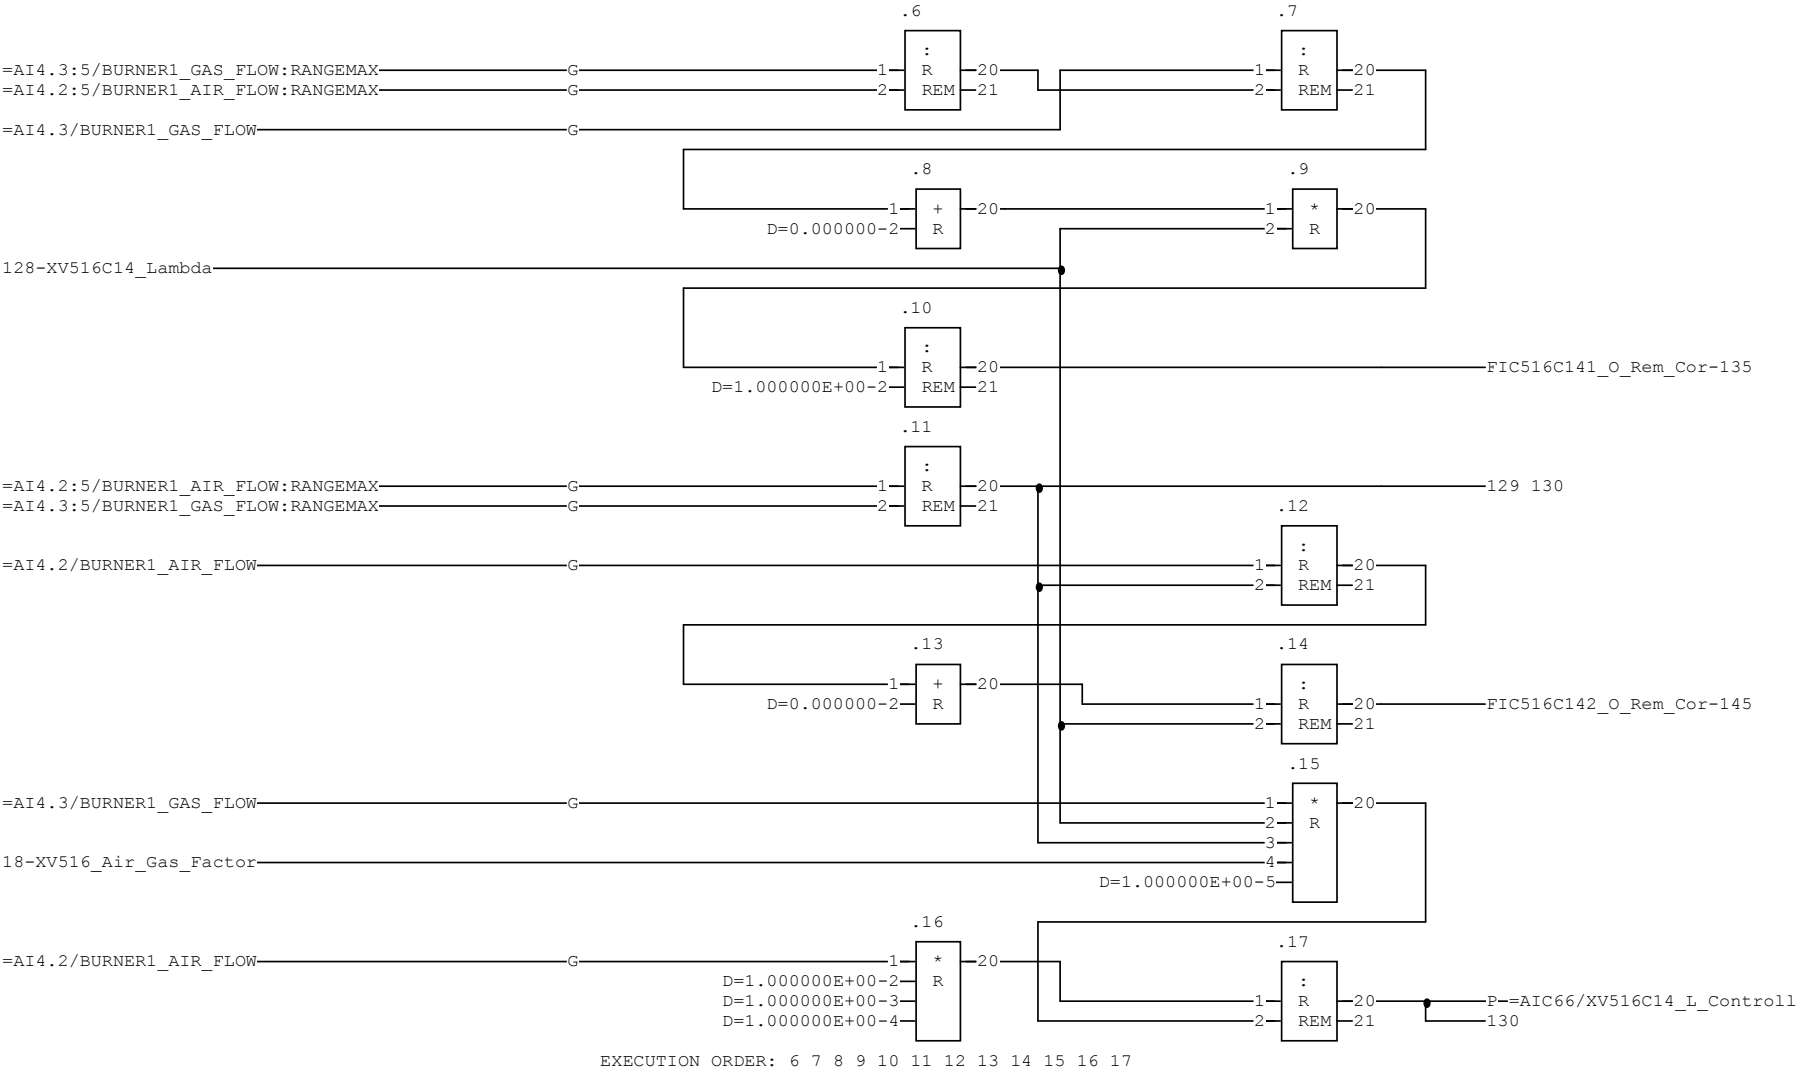 .6 .7
: :
=AI4.3:5/BURNER1_GAS_FLOW:RANGEMAX G 1 R 20 1 R 20
=AI4.2:5/BURNER1_AIR_FLOW:RANGEMAX G 2 REM 21 2 REM 21
=AI4.3/BURNER1_GAS_FLOW G
.8 .9
1 + 20 1 * 20
D=0.000000-2 R 2 R
128-XV516C14_Lambda
.10
:
1 R 20 FIC516C141_O_Rem_Cor-135
D=1.000000E+00-2 REM 21
.11
:
=AI4.2:5/BURNER1_AIR_FLOW:RANGEMAX G 1 R 20 129 130
=AI4.3:5/BURNER1_GAS_FLOW:RANGEMAX G 2 REM 21 .12
:
=AI4.2/BURNER1_AIR_FLOW G 1 R 20
2 REM 21
.13 .14
1 + 20 :
D=0.000000-2 R 1 R 20 FIC516C142_O_Rem_Cor-145
2 REM 21
.15
=AI4.3/BURNER1_GAS_FLOW G 1 * 20
2 R
3
18-XV516_Air_Gas_Factor 4
D=1.000000E+00-5
.16 .17
=AI4.2/BURNER1_AIR_FLOW G 1 * 20
D=1.000000E+00-2 R :
D=1.000000E+00-3 1 R 20 P-=AIC66/XV516C14_L_Controll
D=1.000000E+00-4 2 REM 21 130
EXECUTION ORDER: 6 7 8 9 10 11 12 13 14 15 16 17